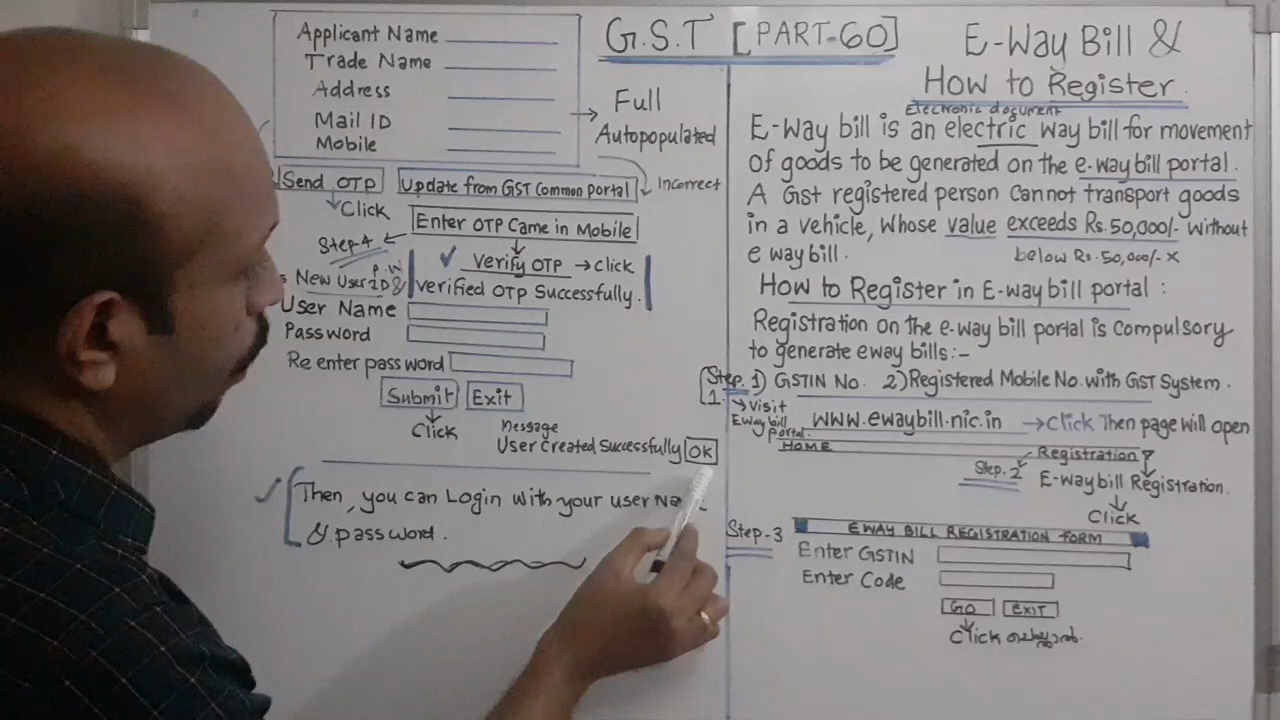 G.S.T [PART-60]
E-Way Bill &
How to Register
Electronic document
E-Way bill is an electric way bill for movement
of goods to be generated on the e-way bill portal.
A Gst registered person cannot transport goods
in a vehicle, whose value exceeds Rs.50,000/- without
e way bill.
below Rs.50,000/- x
How to Register in E-way bill portal :
Registration on the e-way bill portal is compulsory
to generate eway bills:-
Step. 1) GSTIN No. 2) Registered Mobile No. with GST System.
1. → Visit
Eway bill portal
www.ewaybill.nic.in → Click Then page will open
HOME
Registration
Step. 2
E-way bill Registration.
Click
Step-3
EWAY BILL REGISTRATION FORM
Enter GSTIN
Enter Code
GO EXIT
Click
Applicant Name
Trade Name
Address
Mail ID
Mobile
→ Full
Autopopulated
Send OTP
Update from GST Common portal
Incorrect
Click
Enter OTP Came in Mobile
Step 4
✓ Verify OTP → Click
Verified OTP Successfully.
New User ID &
P.W
User Name
Password
Re enter password
Submit Exit
Click
Message
User Created Successfully OK
✓ Then, you can Login with your user
& password.